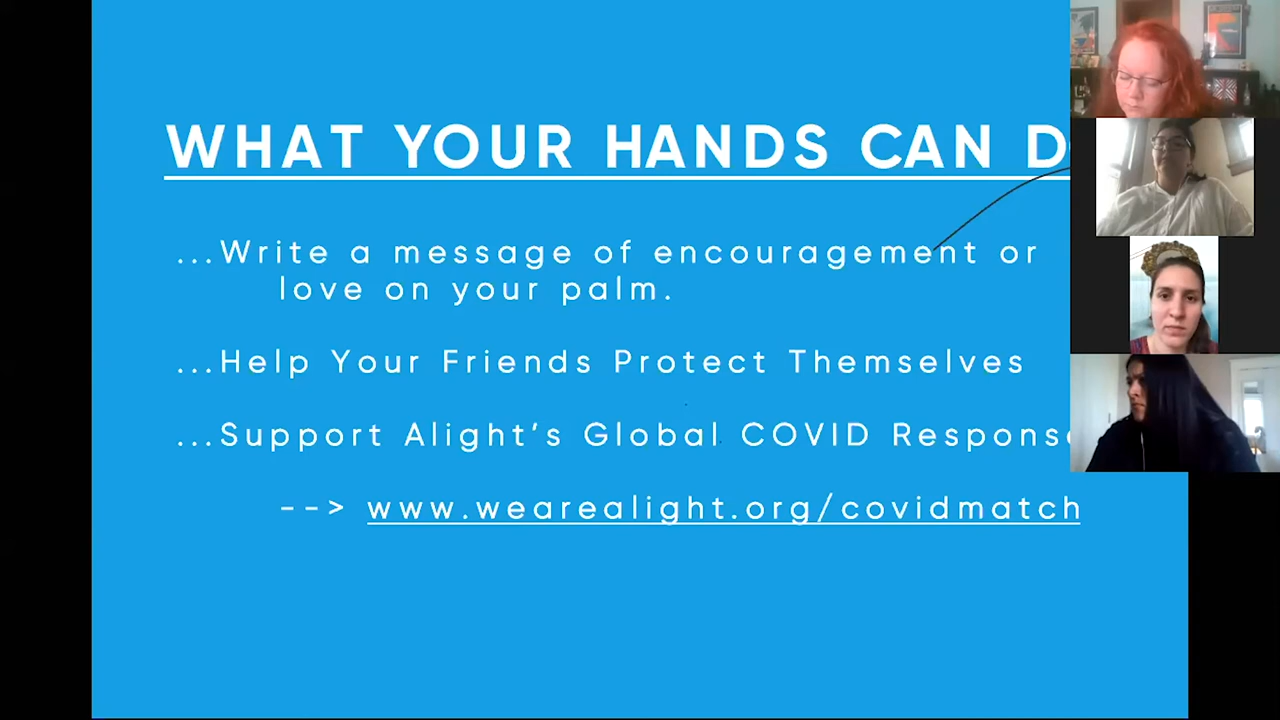 WHAT YOUR HANDS CAN
...Write a message of encouragement or
love on your palm.
...Help Your Friends Protect Themselves
...Support Alight's Global COVID Response
--> www.wearealight.org/covidmatch